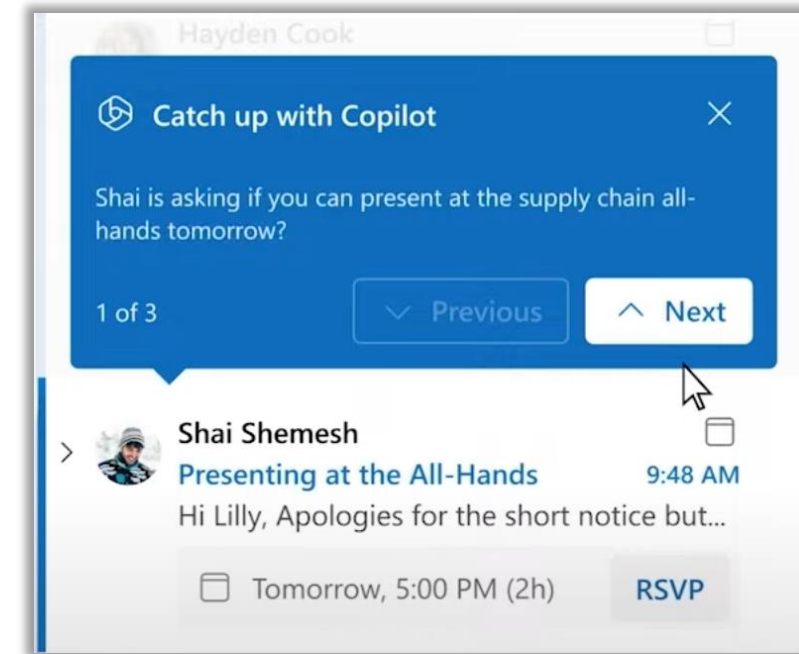 Hayden Cook
Catch up with Copilot
Shai is asking if you can present at the supply chain all-
hands tomorrow?
1 of 3
Previous
Next
Shai Shemesh
Presenting at the All-Hands 9:48 AM
Hi Lilly, Apologies for the short notice but...
Tomorrow, 5:00 PM (2h) RSVP